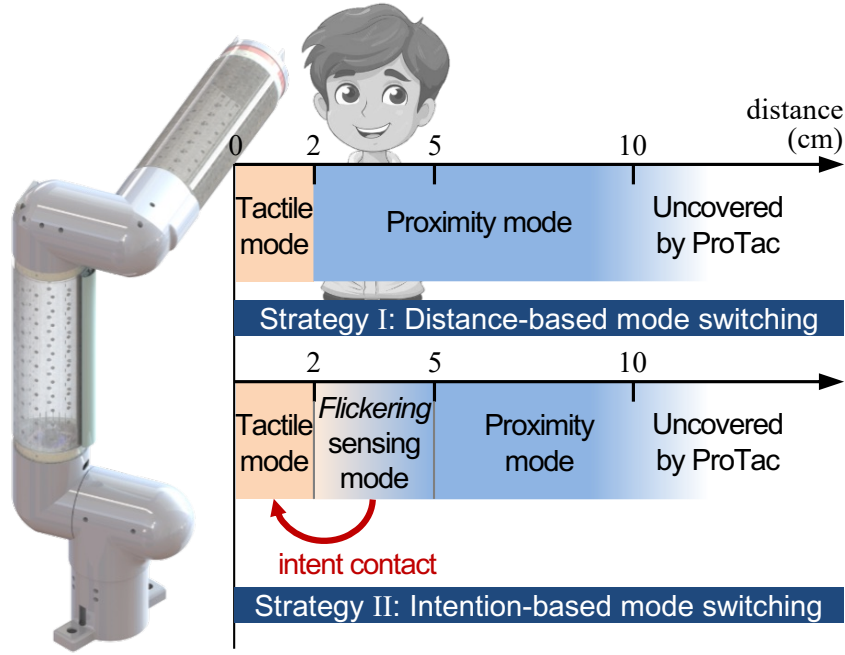 distance
(cm)
0 2 5 10
Tactile
mode
Proximity mode
Uncovered
by ProTac
Strategy I: Distance-based mode switching
2 5 10
Tactile
mode
Flickering
sensing
mode
Proximity
mode
Uncovered
by ProTac
intent contact
Strategy II: Intention-based mode switching